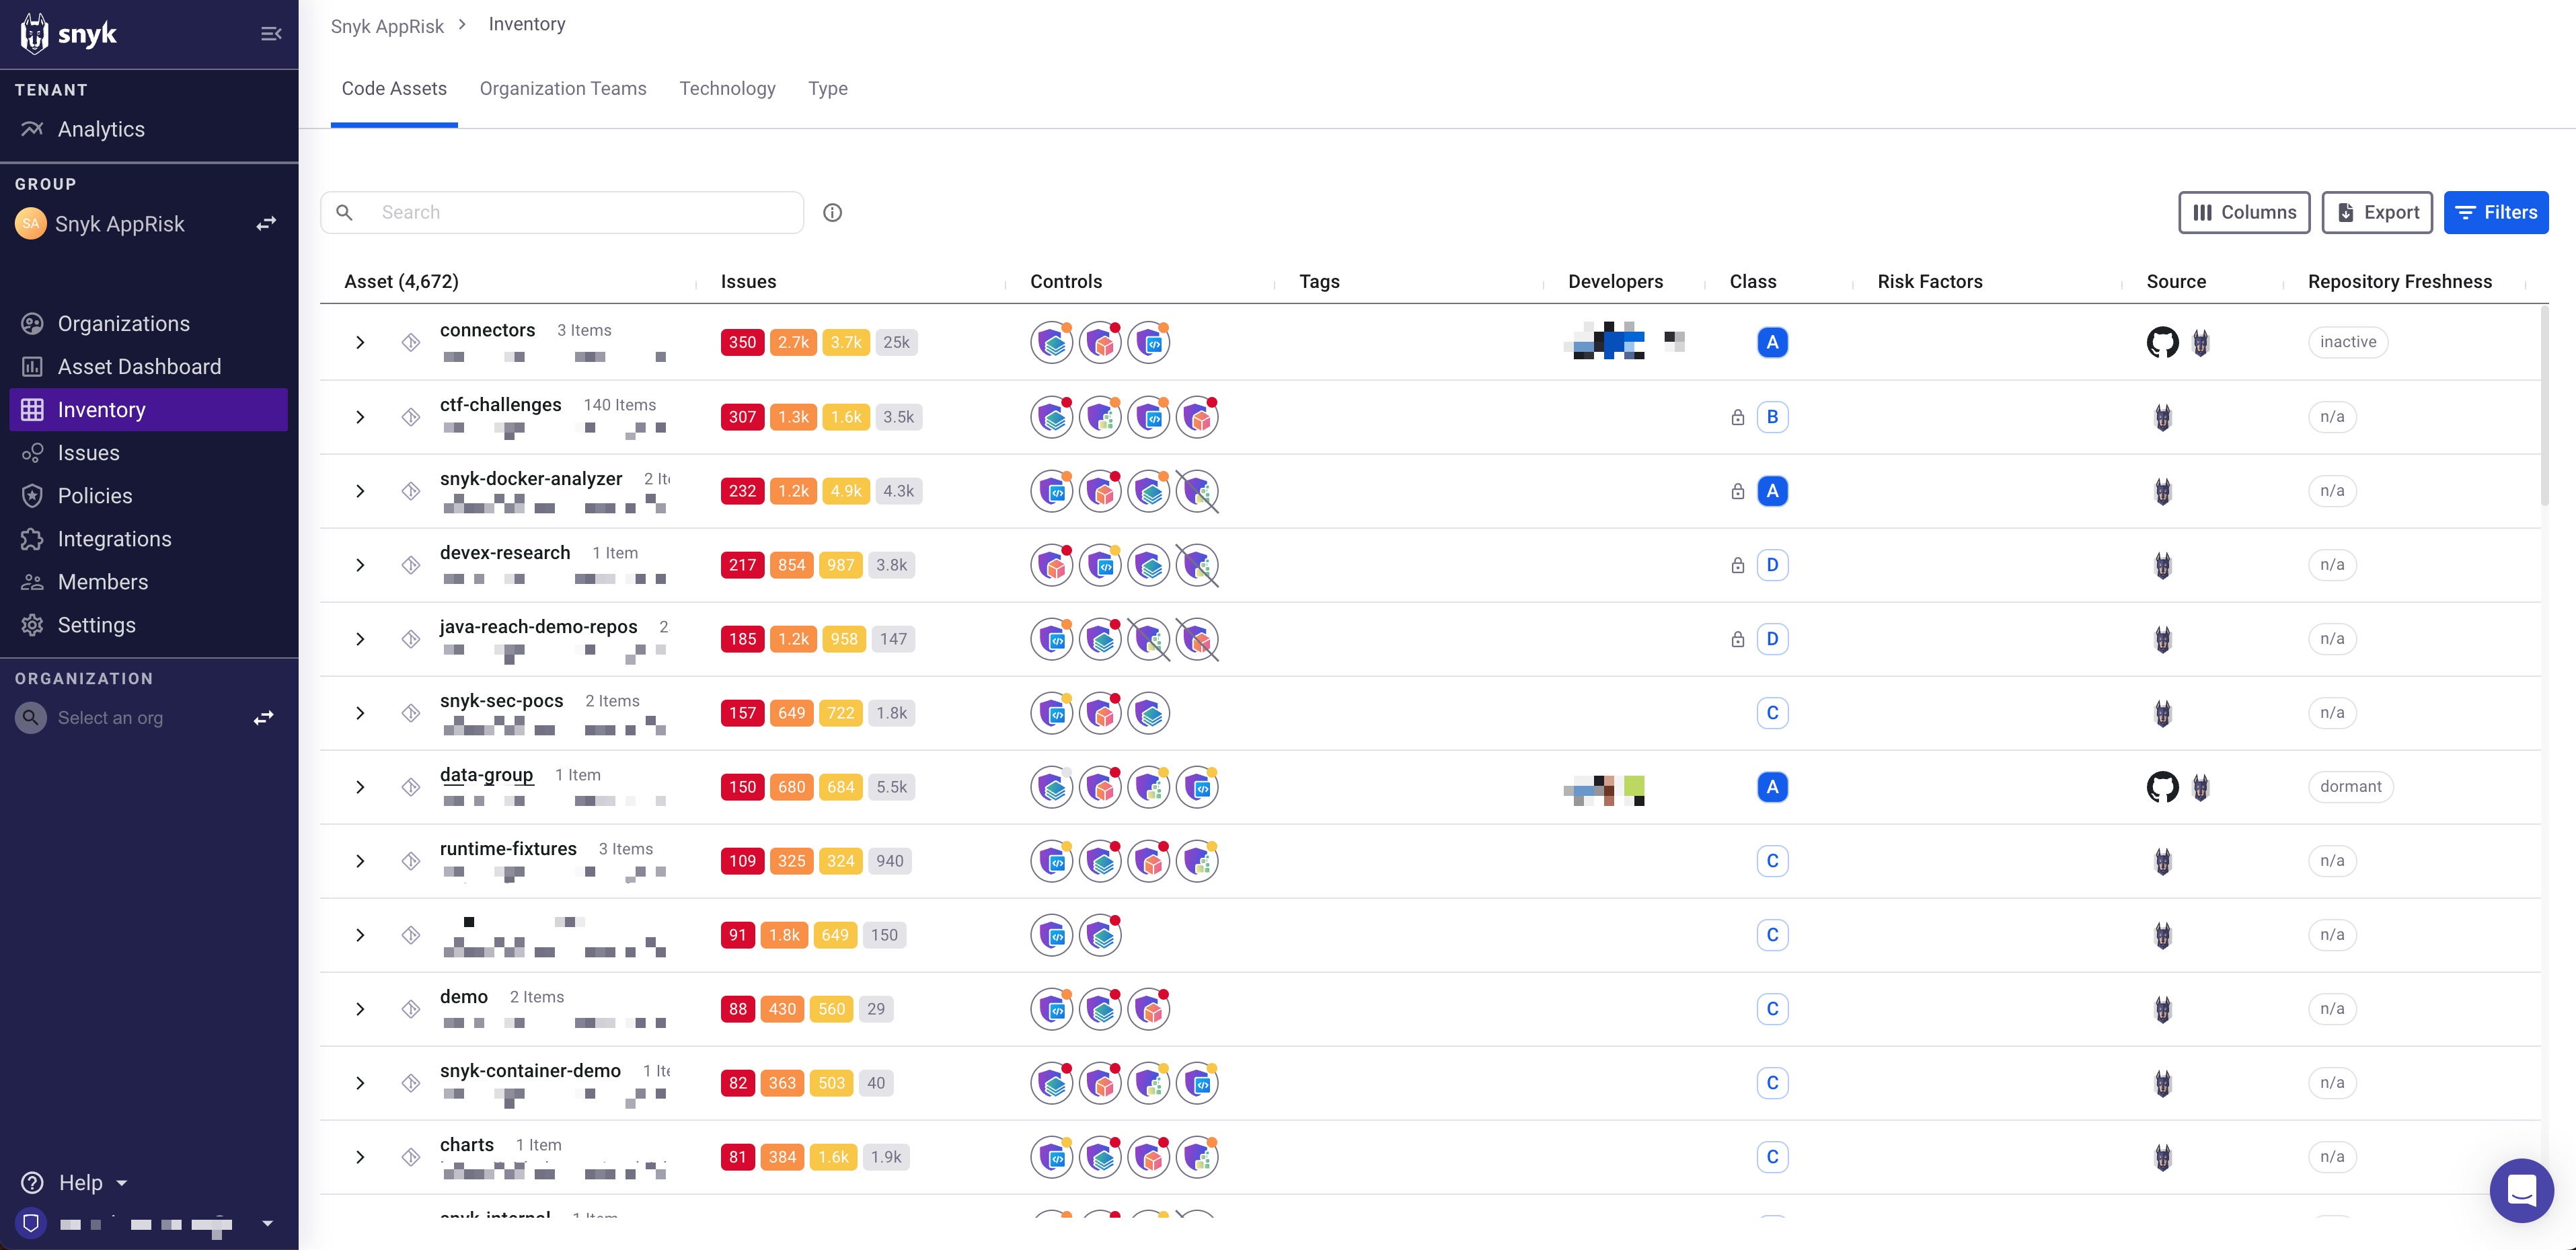 snyk
TENANT
Analytics
GROUP
SA Snyk AppRisk
Organizations
Asset Dashboard
Inventory
Issues
Policies
Integrations
Members
Settings
ORGANIZATION
Select an org
Help
Snyk AppRisk > Inventory
Code Assets Organization Teams Technology Type
Search
Columns Export Filters
Asset (4,672) Issues Controls Tags Developers Class Risk Factors Source Repository Freshness
connectors 3 Items 350 2.7k 3.7k 25k A inactive
ctf-challenges 140 Items 307 1.3k 1.6k 3.5k B n/a
snyk-docker-analyzer 2 232 1.2k 4.9k 4.3k A n/a
devex-research 1 Item 217 854 987 3.8k D n/a
java-reach-demo-repos 2 185 1.2k 958 147 D n/a
snyk-sec-pocs 2 Items 157 649 722 1.8k C n/a
data-group 1 Item 150 680 684 5.5k A dormant
runtime-fixtures 3 Items 109 325 324 940 C n/a
91 1.8k 649 150 C n/a
demo 2 Items 88 430 560 29 C n/a
snyk-container-demo 1 82 363 503 40 C n/a
charts 1 Item 81 384 1.6k 1.9k C n/a
snyk-internal 1 Item